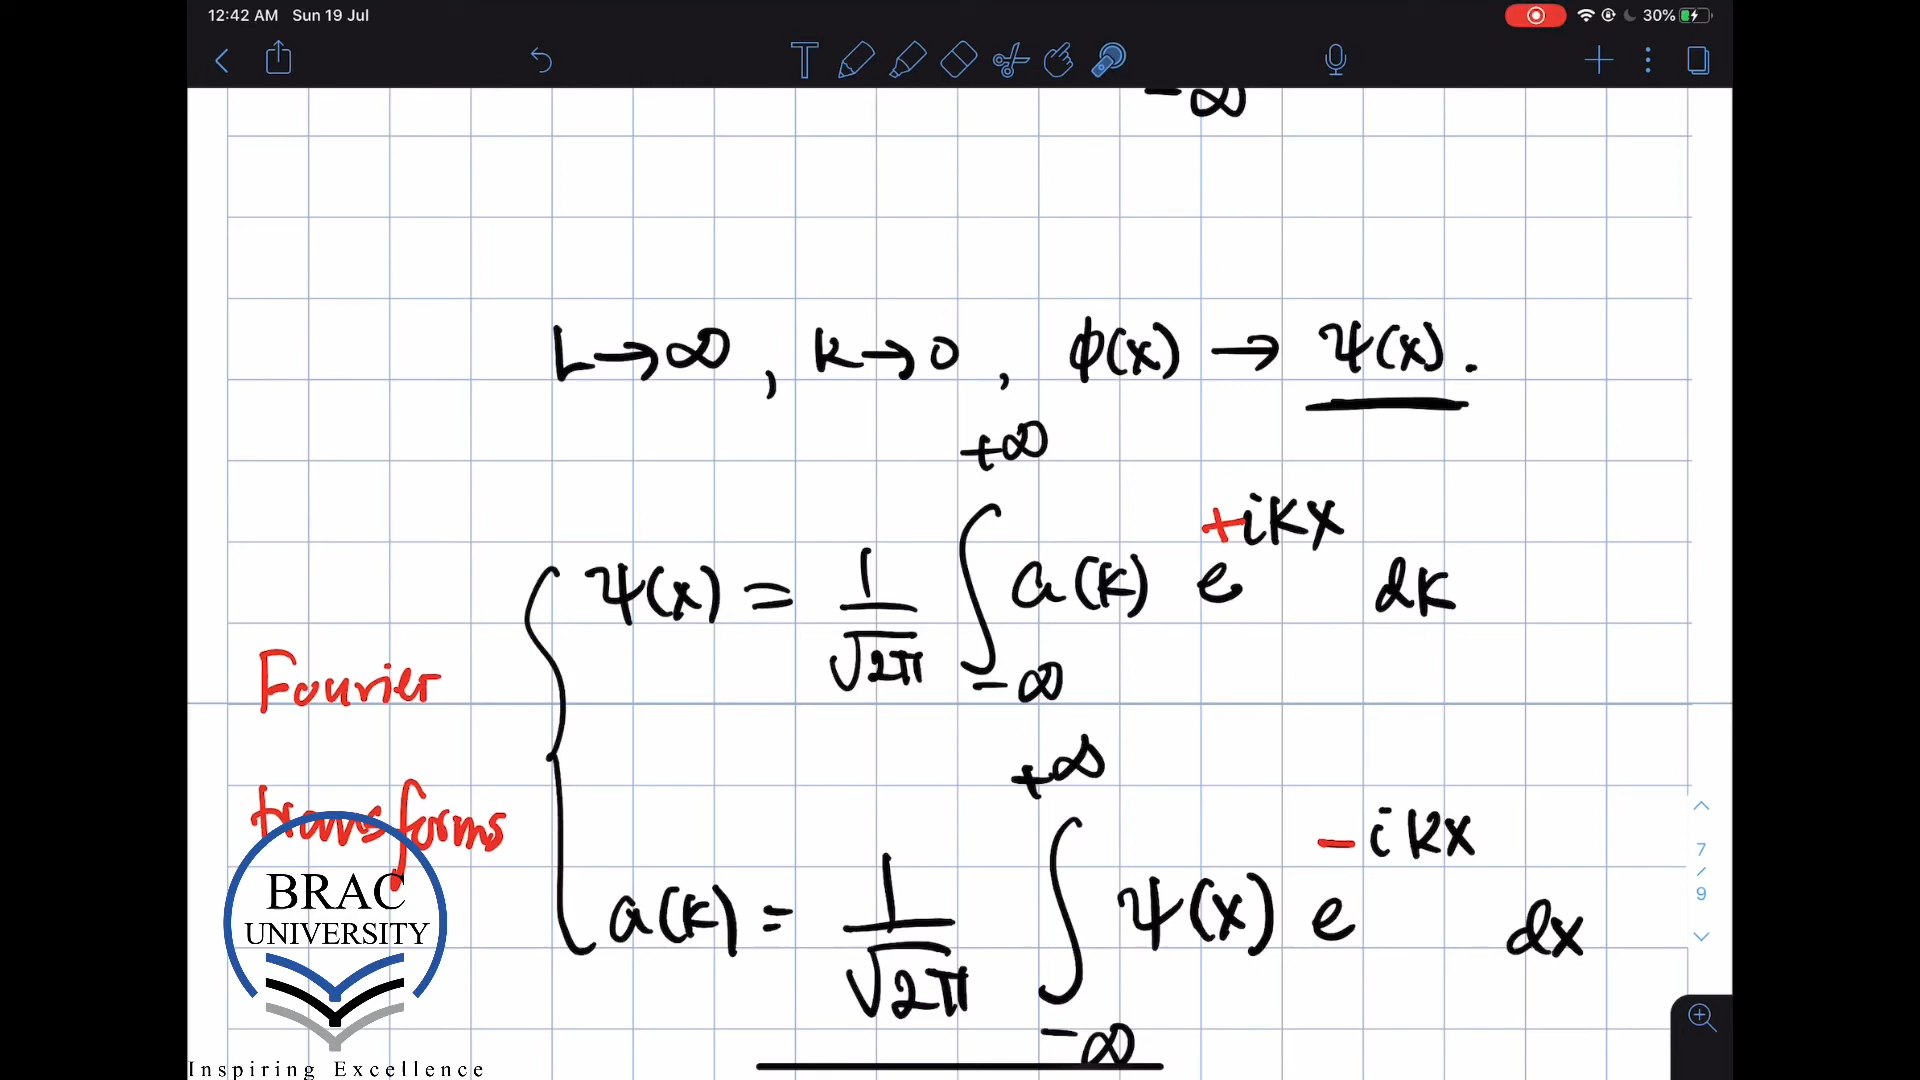 12:42 AM Sun 19 Jul
30%
T
-∞
L→∞, k→0, φ(x) → Ψ(x).
+∞
Ψ(x) = 1/√2π ∫ a(k) e^{+ikx} dk
-∞
Fourier
transforms
+∞
a(k) = 1/√2π ∫ Ψ(x) e^{-ikx} dx
-∞
7
/
9
BRAC
UNIVERSITY
Inspiring Excellence